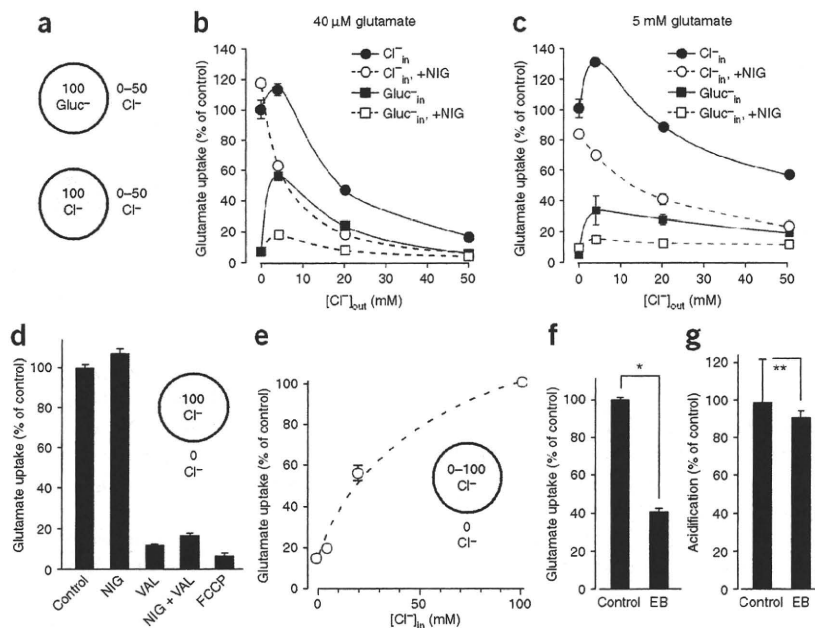 a
100
Gluc⁻
0–50
Cl⁻
100
Cl⁻
0–50
Cl⁻
b
40 µM glutamate
Glutamate uptake (% of control)
140
120
100
80
60
40
20
0
Cl⁻in
Cl⁻in, +NIG
Gluc⁻in
Gluc⁻in, +NIG
0 10 20 30 40 50
[Cl⁻]out (mM)
c
5 mM glutamate
Glutamate uptake (% of control)
140
120
100
80
60
40
20
0
Cl⁻in
Cl⁻in, +NIG
Gluc⁻in
Gluc⁻in, +NIG
0 10 20 30 40 50
[Cl⁻]out (mM)
d
Glutamate uptake (% of control)
100
80
60
40
20
0
100
Cl⁻
0
Cl⁻
Control
NIG
VAL
NIG + VAL
FCCP
e
Glutamate uptake (% of control)
100
80
60
40
20
0
0–100
Cl⁻
0
Cl⁻
0 20 40 60 80 100
[Cl⁻]in (mM)
f
Glutamate uptake (% of control)
120
100
80
60
40
20
0
*
Control EB
g
Acidification (% of control)
120
100
80
60
40
20
0
**
Control EB